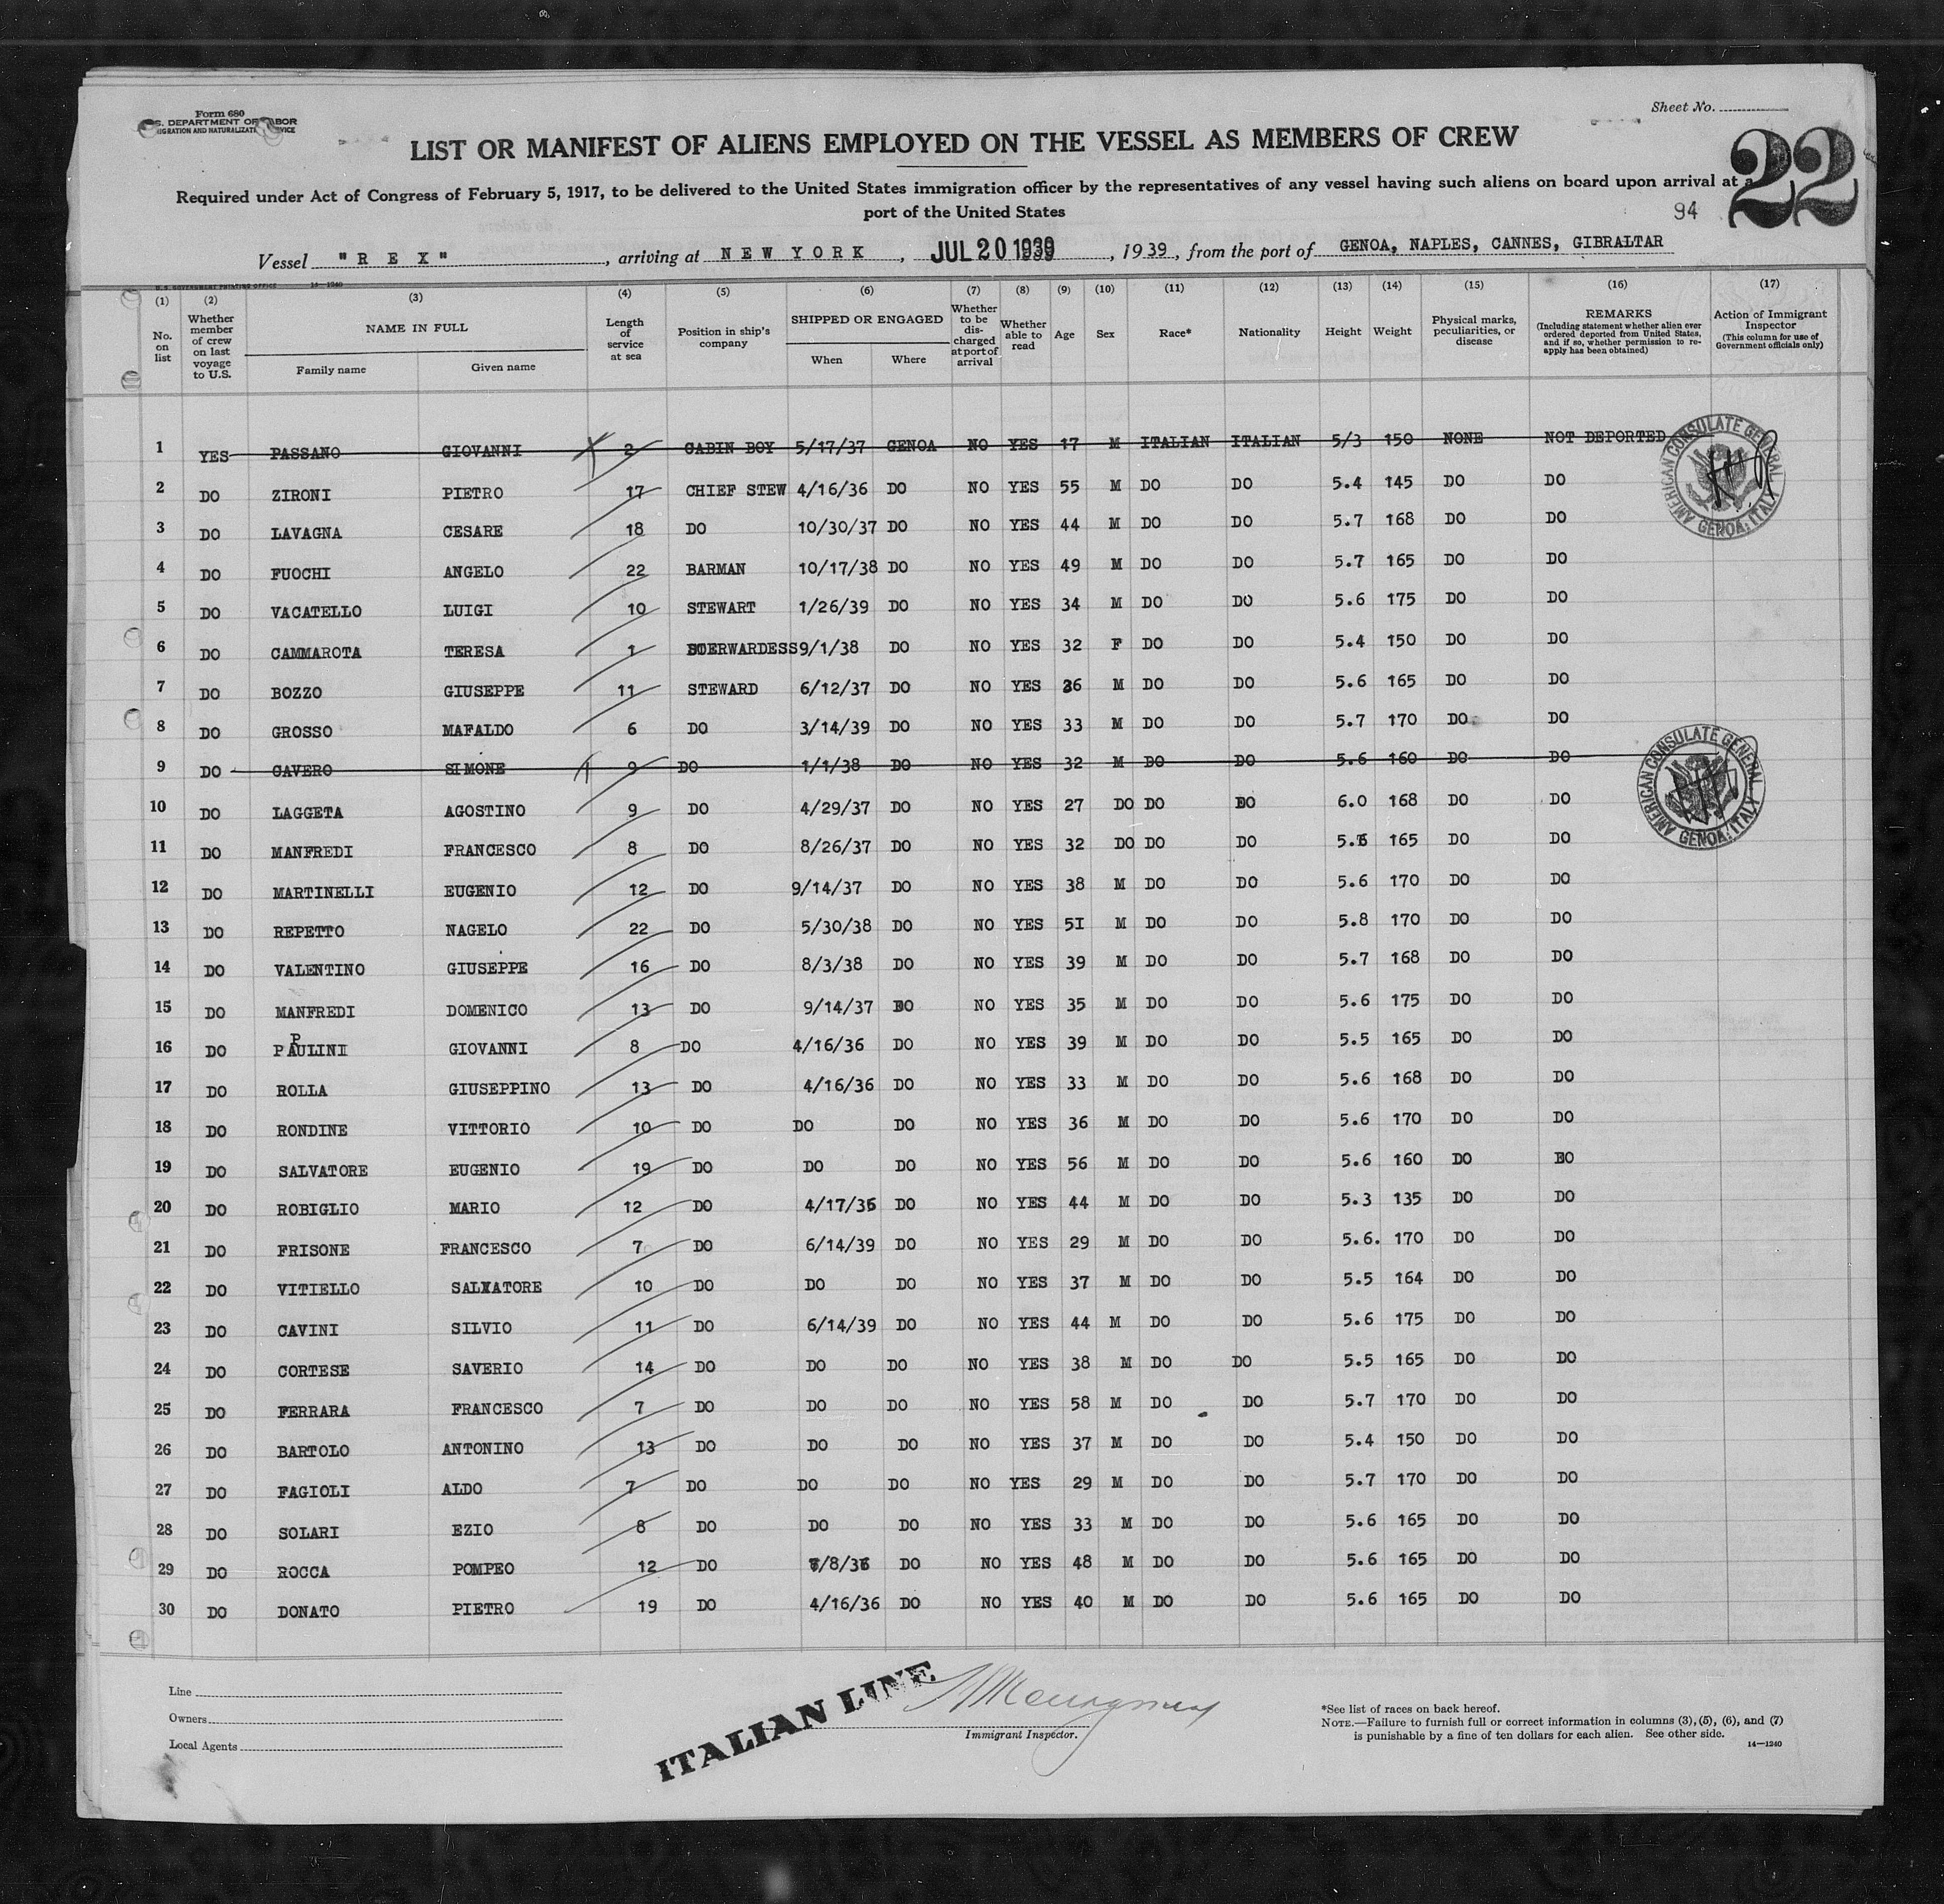 Form 680
S. DEPARTMENT OF LABOR
IMMIGRATION AND NATURALIZATION SERVICE
Sheet No.
LIST OR MANIFEST OF ALIENS EMPLOYED ON THE VESSEL AS MEMBERS OF CREW
22
Required under Act of Congress of February 5, 1917, to be delivered to the United States immigration officer by the representatives of any vessel having such aliens on board upon arrival at a
port of the United States
94
Vessel "R E X", arriving at N E W Y O R K, JUL 20 1939, 1939, from the port of GENOA, NAPLES, CANNES, GIBRALTAR
U.S. GOVERNMENT PRINTING OFFICE 14—1240
(1) (2) (3) (4) (5) (6) (7) (8) (9) (10) (11) (12) (13) (14) (15) (16) (17)
No. on list
Whether member of crew on last voyage to U.S.
NAME IN FULL
Family name Given name
Length of service at sea
Position in ship's company
SHIPPED OR ENGAGED
When Where
Whether to be discharged at port of arrival
Whether able to read
Age
Sex
Race*
Nationality
Height
Weight
Physical marks, peculiarities, or disease
REMARKS
(Including statement whether alien ever ordered deported from United States, and if so, whether permission to reapply has been obtained)
Action of Immigrant Inspector
(This column for use of Government officials only)
1 YES PASSANO GIOVANNI 2 CABIN BOY 5/17/37 GENOA NO YES 17 M ITALIAN ITALIAN 5/3 150 NONE NOT DEPORTED
AMERICAN CONSULATE GENERAL GENOA, ITALY
2 DO ZIRONI PIETRO 17 CHIEF STEW 4/16/36 DO NO YES 55 M DO DO 5.4 145 DO DO
3 DO LAVAGNA CESARE 18 DO 10/30/37 DO NO YES 44 M DO DO 5.7 168 DO DO
4 DO FUOCHI ANGELO 22 BARMAN 10/17/38 DO NO YES 49 M DO DO 5.7 165 DO DO
5 DO VACATELLO LUIGI 10 STEWART 1/26/39 DO NO YES 34 M DO DO 5.6 175 DO DO
6 DO CAMMAROTA TERESA 1 9/1/38 DO NO YES 32 F DO DO 5.4 150 DO DO
7 DO BOZZO GIUSEPPE 11 STEWARD 6/12/37 DO NO YES 36 M DO DO 5.6 165 DO DO
8 DO GROSSO MAFALDO 6 DO 3/14/39 DO NO YES 33 M DO DO 5.7 170 DO DO
9 DO CAVERO SIMONE 9 DO 1/1/38 DO NO YES 32 M DO DO 5.6 160 DO DO
AMERICAN CONSULATE GENERAL GENOA, ITALY
10 DO LAGGETA AGOSTINO 9 DO 4/29/37 DO NO YES 27 DO DO DO 6.0 168 DO DO
11 DO MANFREDI FRANCESCO 8 DO 8/26/37 DO NO YES 32 DO DO DO 165 DO DO
12 DO MARTINELLI EUGENIO 12 DO 9/14/37 DO NO YES 38 M DO DO 5.6 170 DO DO
13 DO REPETTO NAGELO 22 DO 5/30/38 DO NO YES 51 M DO DO 5.8 170 DO DO
14 DO VALENTINO GIUSEPPE 16 DO 8/3/38 DO NO YES 39 M DO DO 5.7 168 DO DO
15 DO MANFREDI DOMENICO 13 DO 9/14/37 DO NO YES 35 M DO DO 5.6 175 DO DO
16 DO PAULINI GIOVANNI 8 DO 4/16/36 DO NO YES 39 M DO DO 5.5 165 DO DO
17 DO ROLLA GIUSEPPINO 13 DO 4/16/36 DO NO YES 33 M DO DO 5.6 168 DO DO
18 DO RONDINE VITTORIO 10 DO DO DO NO YES 36 M DO DO 5.6 170 DO DO
19 DO SALVATORE EUGENIO 19 DO DO DO NO YES 56 M DO DO 5.6 160 DO DO
20 DO ROBIGLIO MARIO 12 DO 4/17/36 DO NO YES 44 M DO DO 5.3 135 DO DO
21 DO FRISONE FRANCESCO 7 DO 6/14/39 DO NO YES 29 M DO DO 5.6. 170 DO DO
22 DO VITIELLO SALVATORE 10 DO DO DO NO YES 37 M DO DO 5.5 164 DO DO
23 DO CAVINI SILVIO 11 DO 6/14/39 DO NO YES 44 M DO DO 5.6 175 DO DO
24 DO CORTESE SAVERIO 14 DO DO DO NO YES 38 M DO DO 5.5 165 DO DO
25 DO FERRARA FRANCESCO 7 DO DO DO NO YES 58 M DO DO 5.7 170 DO DO
26 DO BARTOLO ANTONINO 13 DO DO DO NO YES 37 M DO DO 5.4 150 DO DO
27 DO FAGIOLI ALDO 7 DO DO DO NO YES 29 M DO DO 5.7 170 DO DO
28 DO SOLARI EZIO 8 DO DO DO NO YES 33 M DO DO 5.6 165 DO DO
29 DO ROCCA POMPEO 12 DO DO NO YES 48 M DO DO 5.6 165 DO DO
30 DO DONATO PIETRO 19 DO 4/16/36 DO NO YES 40 M DO DO 5.6 165 DO DO
Line
Owners
Local Agents
ITALIAN LINE
Immigrant Inspector.
*See list of races on back hereof.
NOTE.—Failure to furnish full or correct information in columns (3), (5), (6), and (7)
is punishable by a fine of ten dollars for each alien. See other side.
14—1240